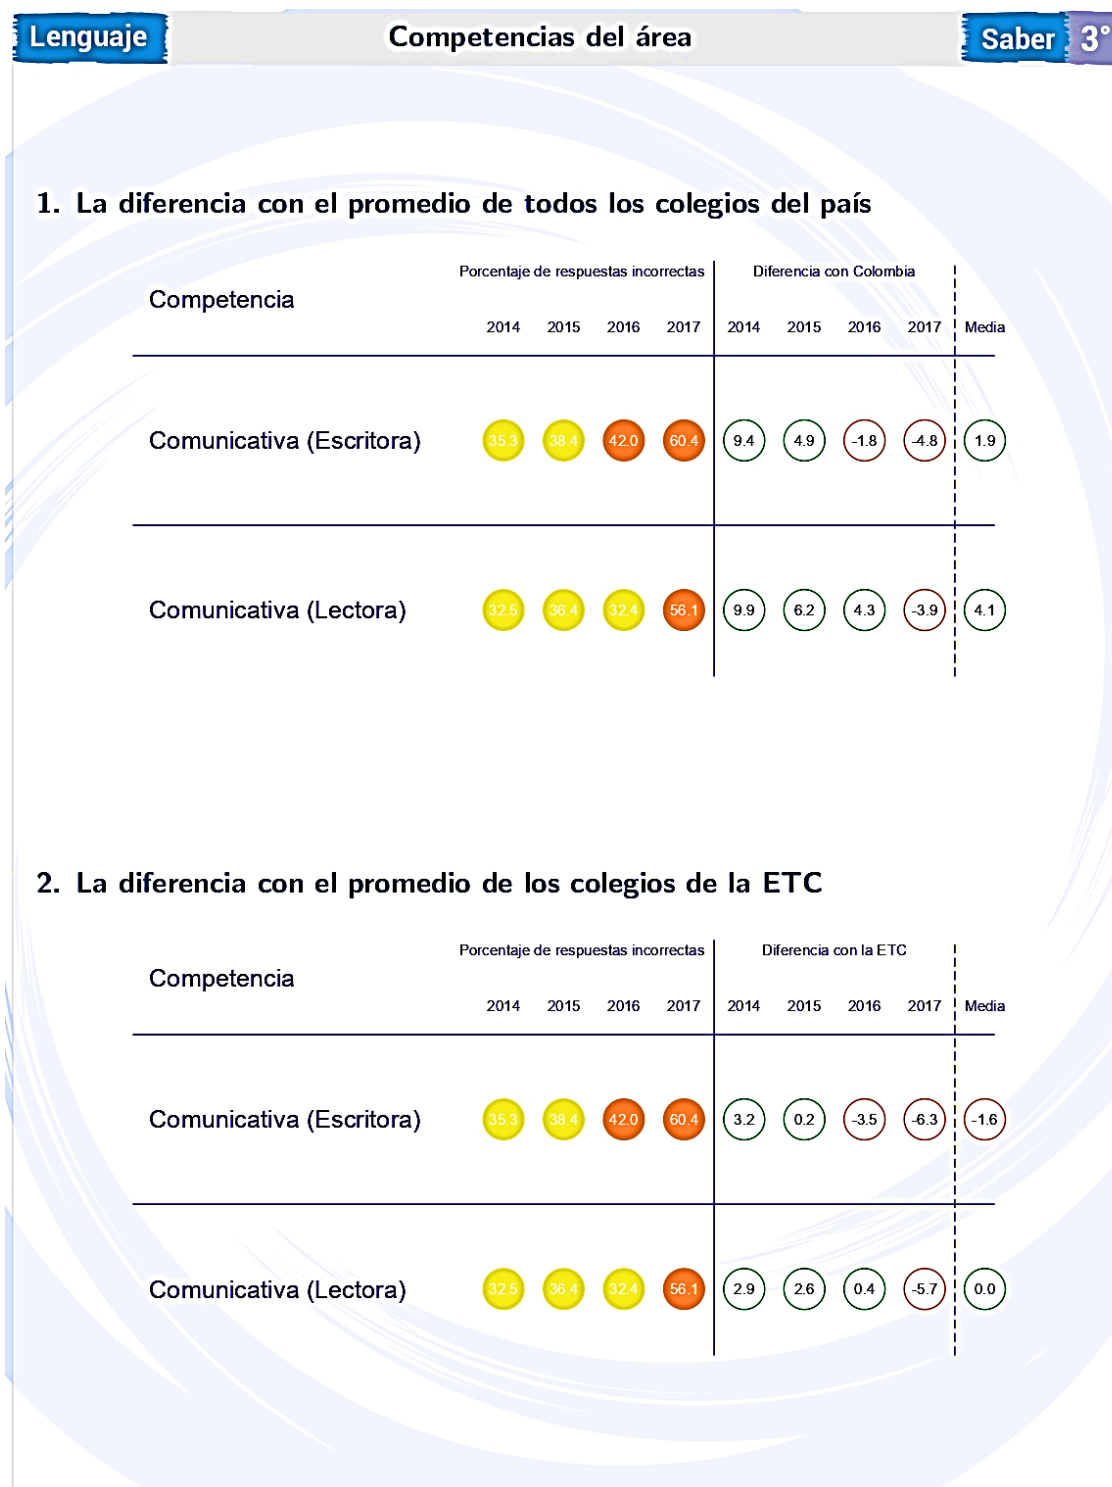 Lenguaje Competencias del área Saber 3°
1. La diferencia con el promedio de todos los colegios del país
Porcentaje de respuestas incorrectas Diferencia con Colombia
Competencia
2014 2015 2016 2017 2014 2015 2016 2017 Media
Comunicativa (Escritora) 35.3 38.4 42.0 60.4 9.4 4.9 -1.8 -4.8 1.9
Comunicativa (Lectora) 32.5 36.4 32.4 56.1 9.9 6.2 4.3 -3.9 4.1
2. La diferencia con el promedio de los colegios de la ETC
Porcentaje de respuestas incorrectas Diferencia con la ETC
Competencia
2014 2015 2016 2017 2014 2015 2016 2017 Media
Comunicativa (Escritora) 35.3 38.4 42.0 60.4 3.2 0.2 -3.5 -6.3 -1.6
Comunicativa (Lectora) 32.5 36.4 32.4 56.1 2.9 2.6 0.4 -5.7 0.0